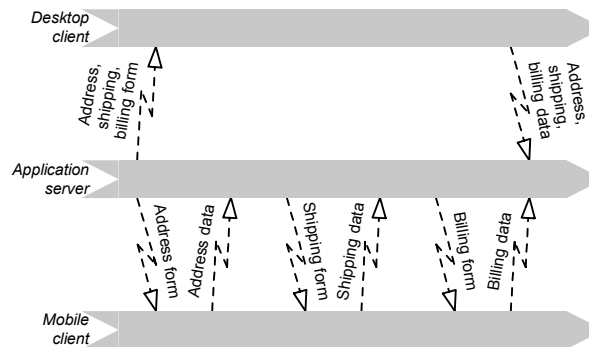 Desktop
client
Address,
shipping,
billing form
Address,
shipping,
billing data
Application
server
Address form
Address data
Shipping form
Shipping data
Billing form
Billing data
Mobile
client